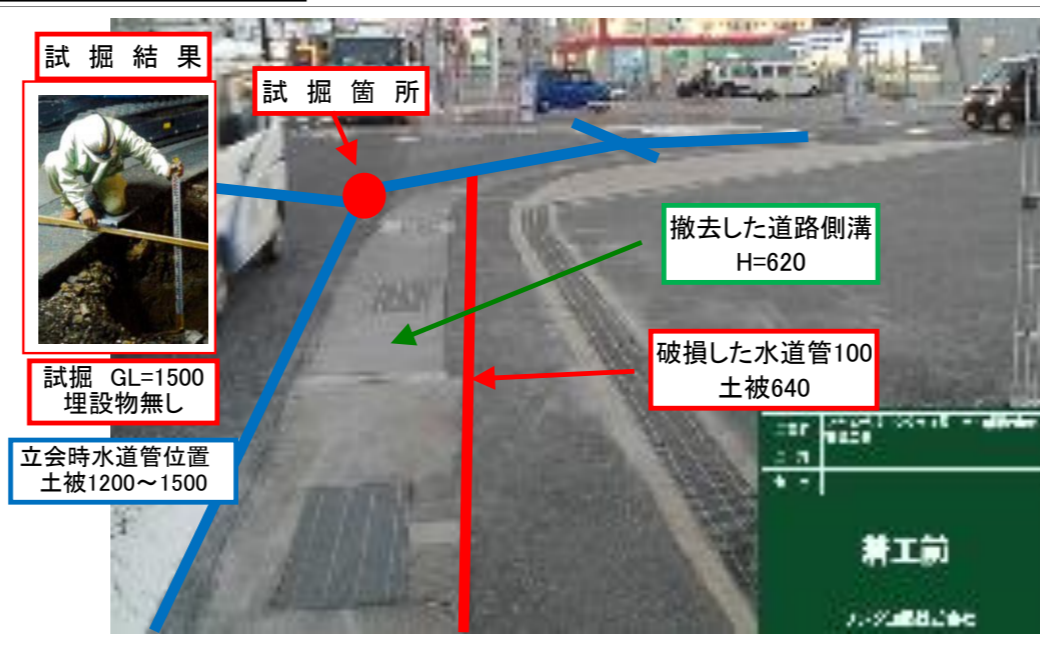 試掘結果
試掘箇所
撤去した道路側溝
H=620
破損した水道管100
土被640
試掘 GL=1500
埋設物無し
立会時水道管位置
土被1200～1500
着工前